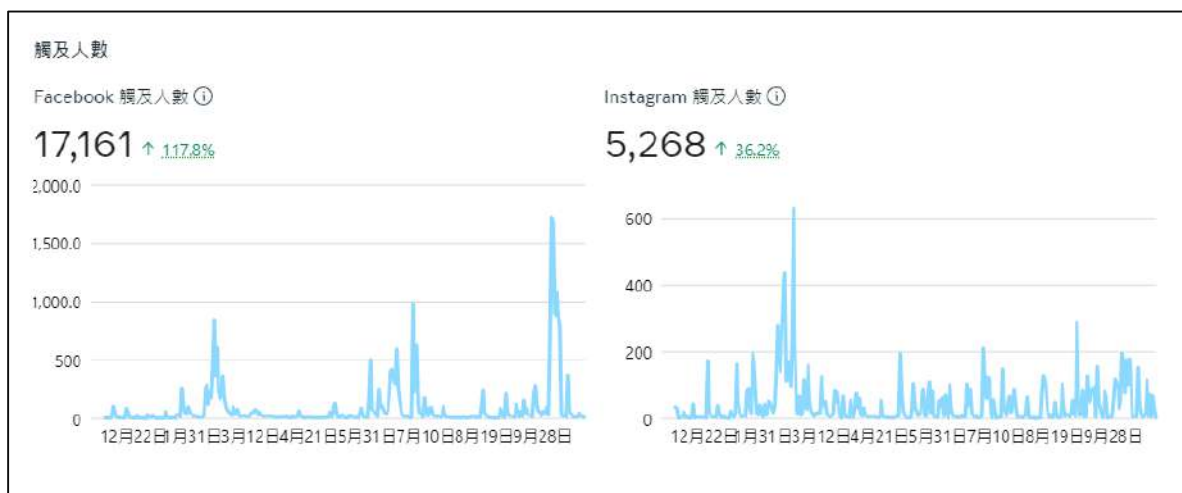 觸及人數
Facebook 觸及人數
17,161 ↑ 117.8%
2,000.0
1,500.0
1,000.0
500
0
12月22日1月31日3月12日4月21日5月31日7月10日8月19日9月28日
Instagram 觸及人數
5,268 ↑ 36.2%
600
400
200
0
12月22日1月31日3月12日4月21日5月31日7月10日8月19日9月28日